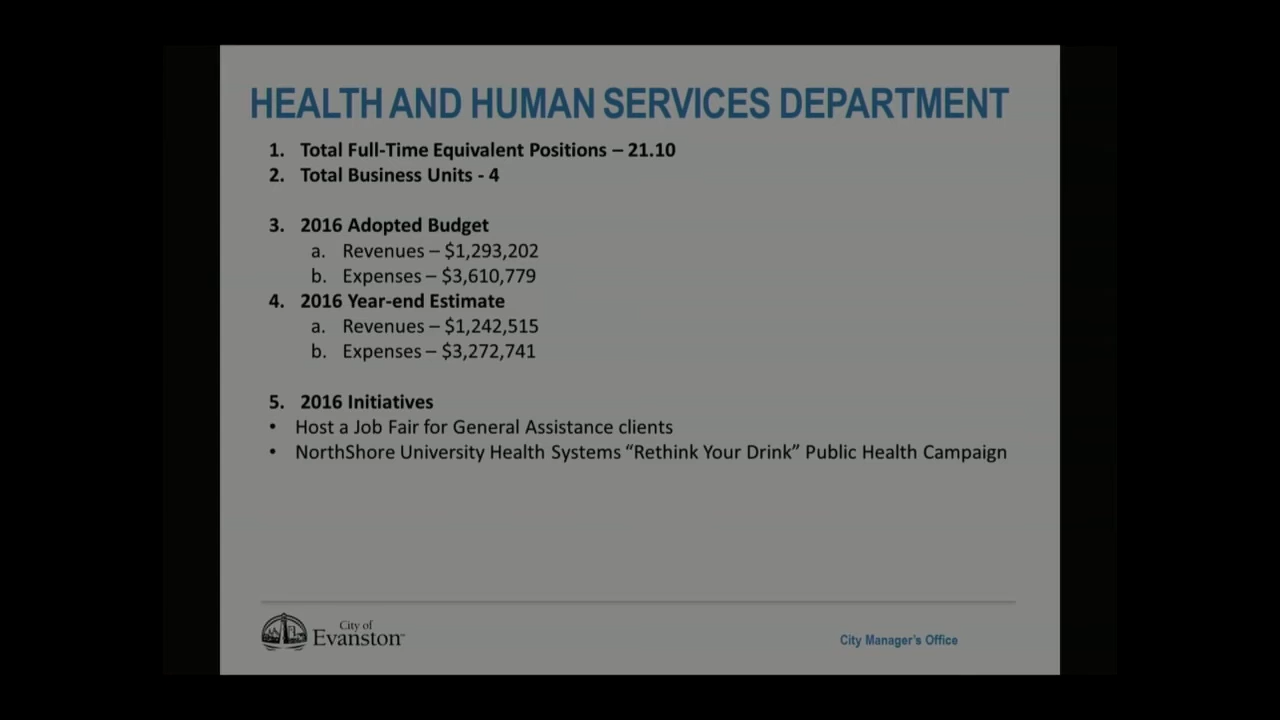 HEALTH AND HUMAN SERVICES DEPARTMENT
1. Total Full-Time Equivalent Positions – 21.10
2. Total Business Units - 4
3. 2016 Adopted Budget
a. Revenues – $1,293,202
b. Expenses – $3,610,779
4. 2016 Year-end Estimate
a. Revenues – $1,242,515
b. Expenses – $3,272,741
5. 2016 Initiatives
• Host a Job Fair for General Assistance clients
• NorthShore University Health Systems “Rethink Your Drink” Public Health Campaign
City of
Evanston™
City Manager’s Office